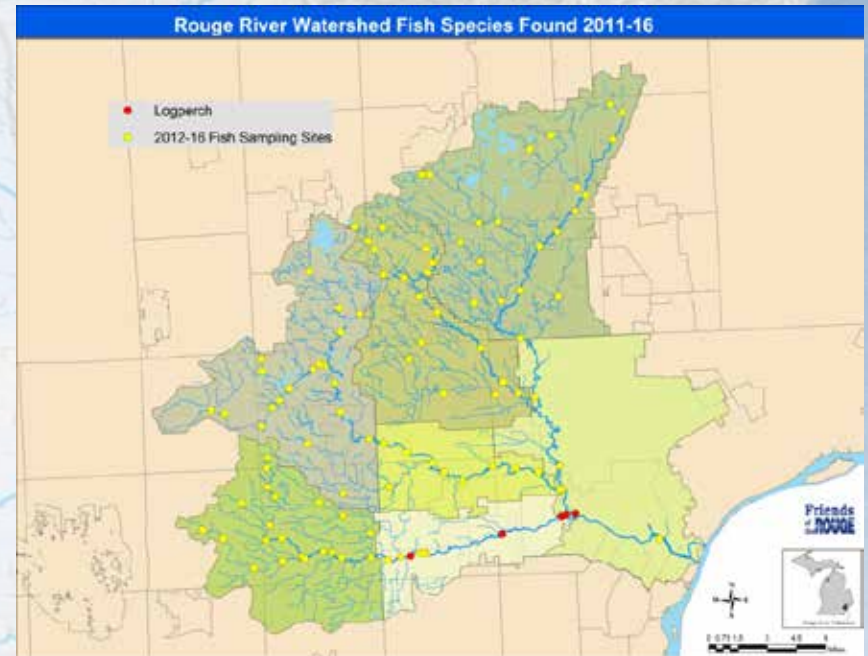 Rouge River Watershed Fish Species Found 2011-16
Logperch
2012-16 Fish Sampling Sites
Friends
of the ROUGE